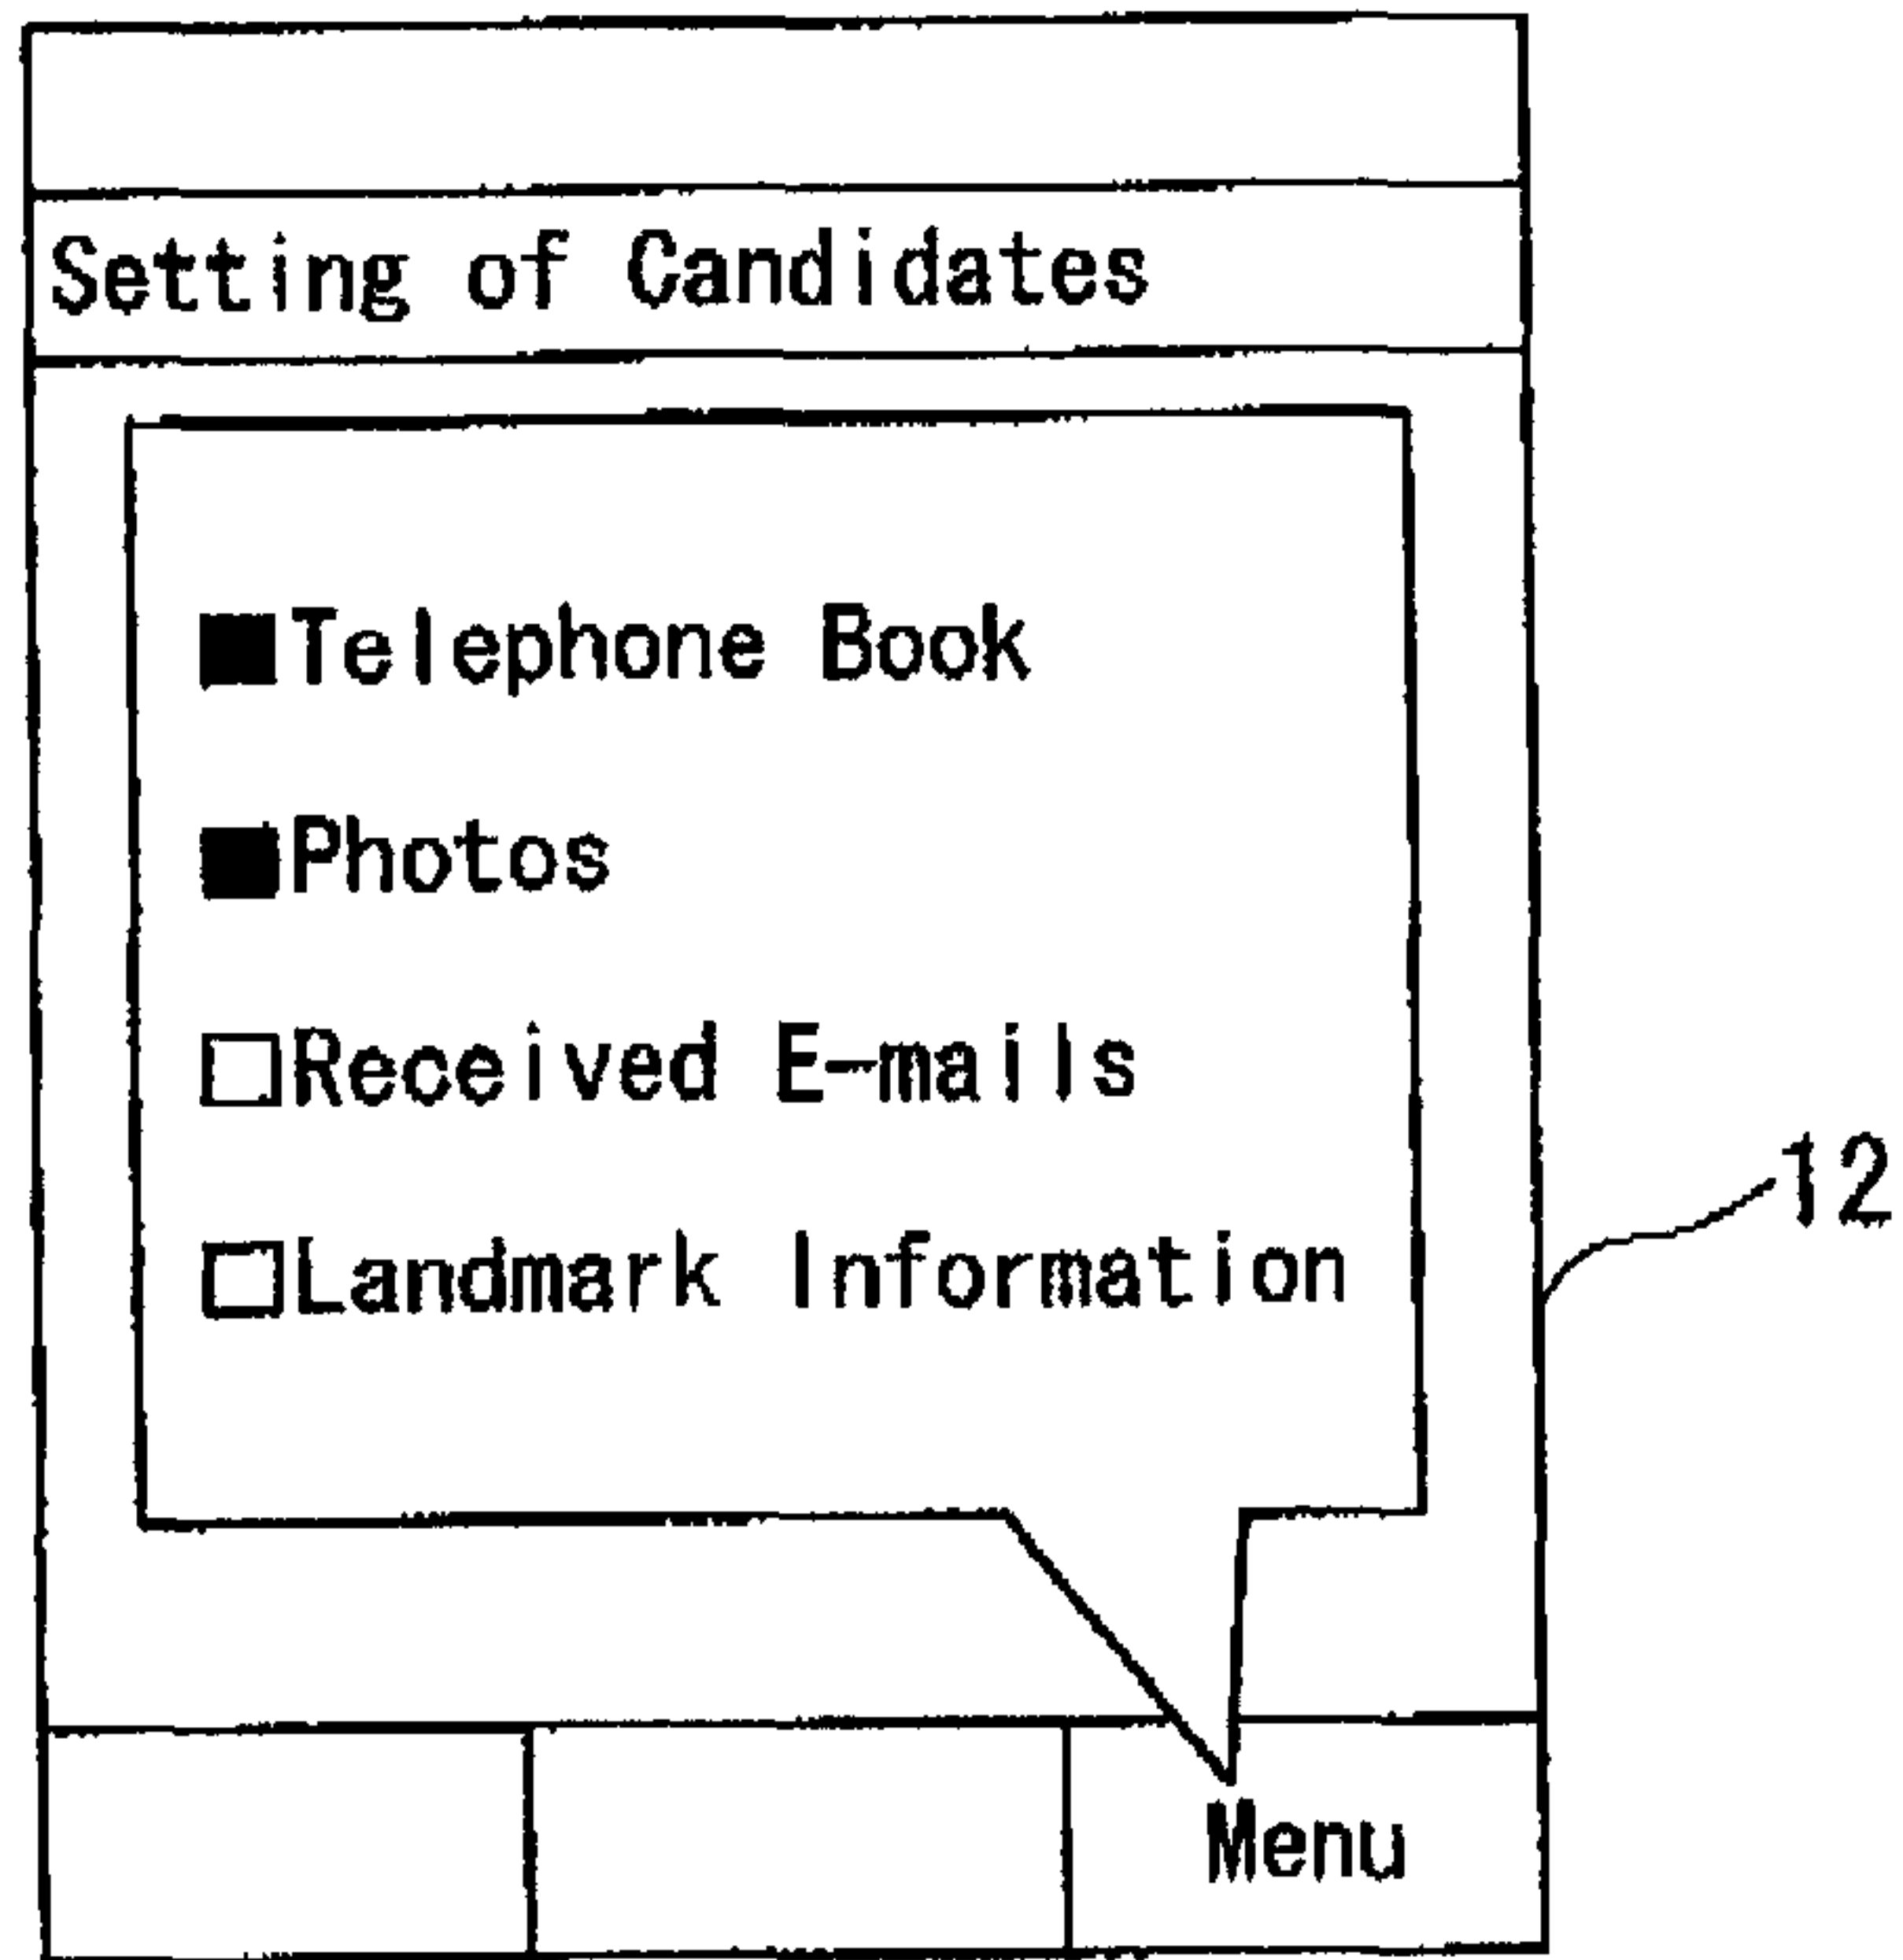 Setting of Candidates
■Telephone Book
■Photos
□Received E-mails
□Landmark Information
12
Menu